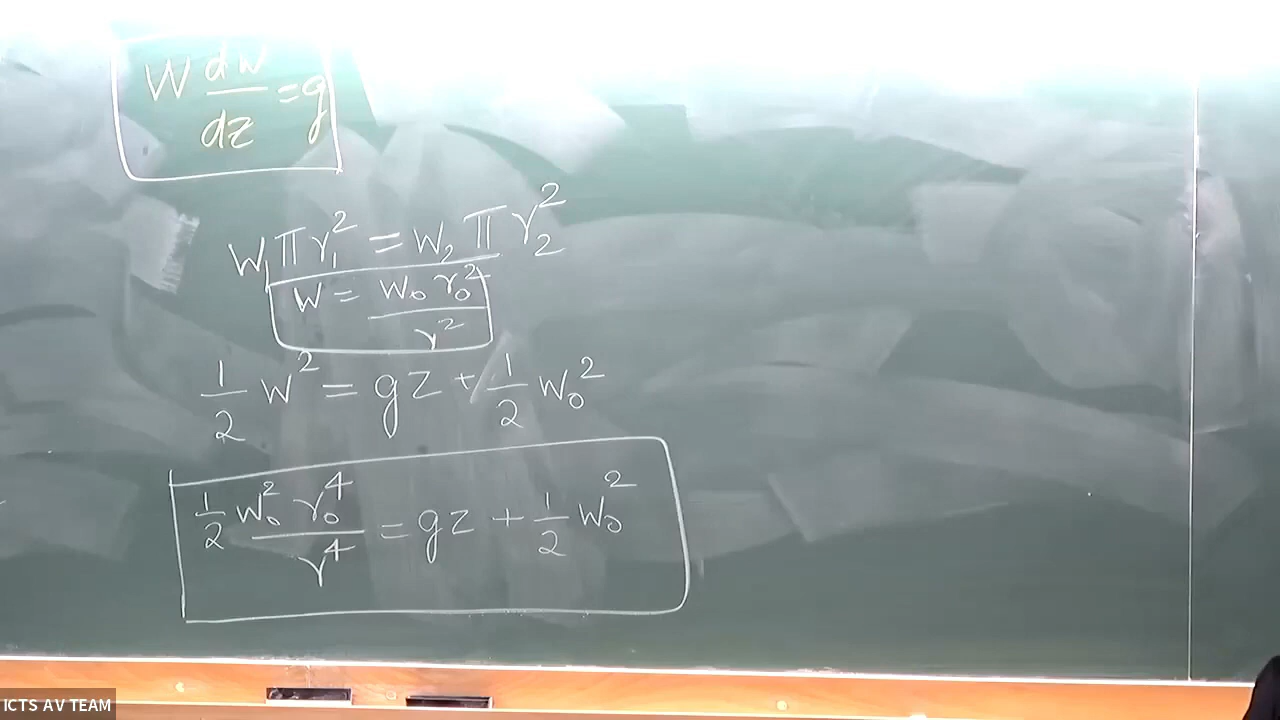 W dw/dz = g
W₁ π r₁² = W₂ π r₂²
W = W₀ r₀² / r²
1/2 W² = gz + 1/2 W₀²
1/2 W₀² r₀⁴ / r⁴ = gz + 1/2 W₀²
ICTS AV TEAM